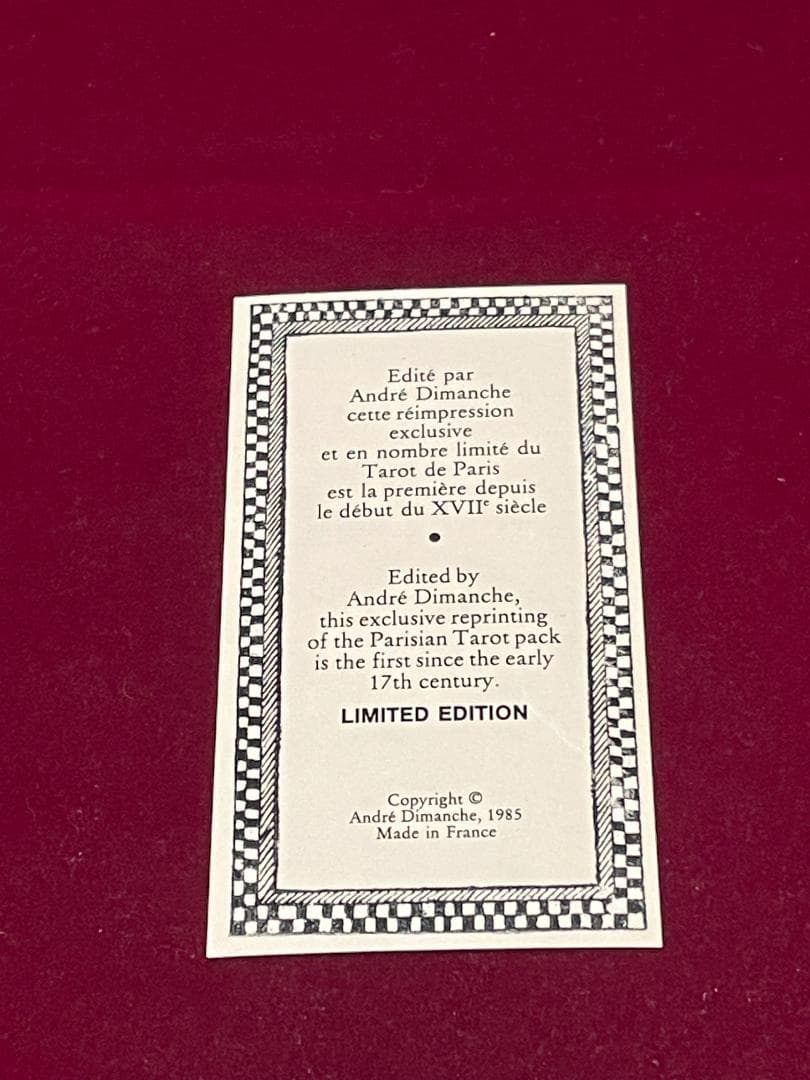 Edité par
André Dimanche
cette réimpression
exclusive
et en nombre limité du
Tarot de Paris
est la première depuis
le début du XVIIe siècle
•
Edited by
André Dimanche,
this exclusive reprinting
of the Parisian Tarot pack
is the first since the early
17th century.
LIMITED EDITION
Copyright ©
André Dimanche, 1985
Made in France